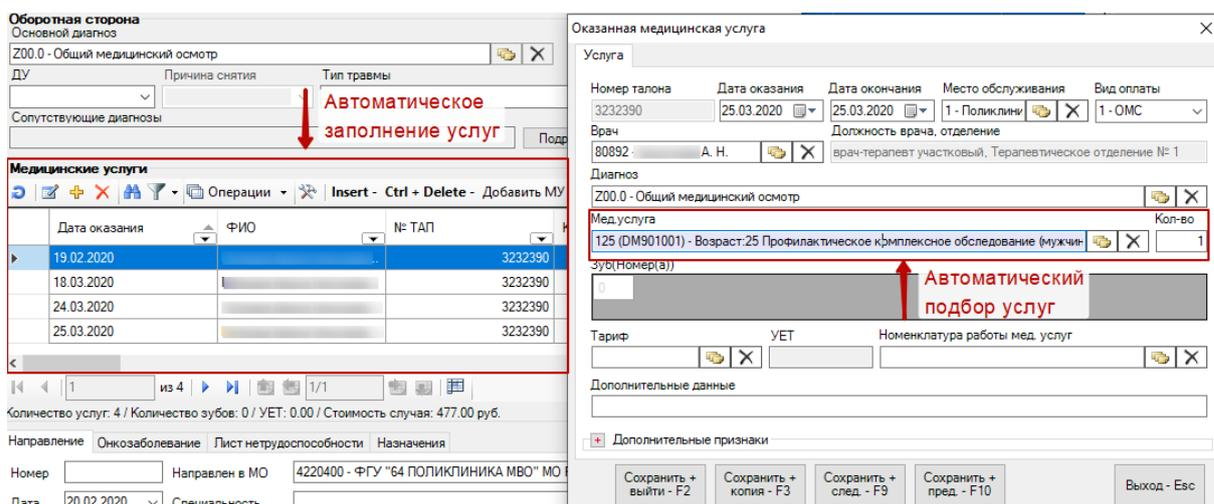 Оборотная сторона
Основной диагноз
Z00.0 - Общий медицинский осмотр
ДУ Причина снятия Тип травмы
Сопутствующие диагнозы
Автоматическое
заполнение услуг
Медицинские услуги
Операции Insert - Ctrl + Delete - Добавить МУ
Дата оказания ФИО № ТАП
19.02.2020 3232390
18.03.2020 3232390
24.03.2020 3232390
25.03.2020 3232390
1 из 4 1/1
Количество услуг: 4 / Количество зубов: 0 / УЕТ: 0.00 / Стоимость случая: 477.00 руб.
Направление Онкозаболевание Лист нетрудоспособности Назначения
Номер Направлен в МО 4220400 - ФГУ "64 ПОЛИКЛИНИКА МВО" МО
Дата 20.02.2020 Специальность
Оказанная медицинская услуга
Услуга
Номер талона Дата оказания Дата окончания Место обслуживания Вид оплаты
3232390 25.03.2020 25.03.2020 1 - Поликлини 1 - ОМС
Врач Должность врача, отделение
80892 - А. Н. врач-терапевт участковый, Терапевтическое отделение № 1
Диагноз
Z00.0 - Общий медицинский осмотр
Мед.услуга Кол-во
125 (DM901001) - Возраст:25 Профилактическое комплексное обследование (мужчин 1
Зуб(Номер(а))
0
Автоматический
подбор услуг
Тариф УЕТ Номенклатура работы мед. услуг
Дополнительные данные
Дополнительные признаки
Сохранить + выйти - F2
Сохранить + копия - F3
Сохранить + след. - F9
Сохранить + пред. - F10
Выход - Esc